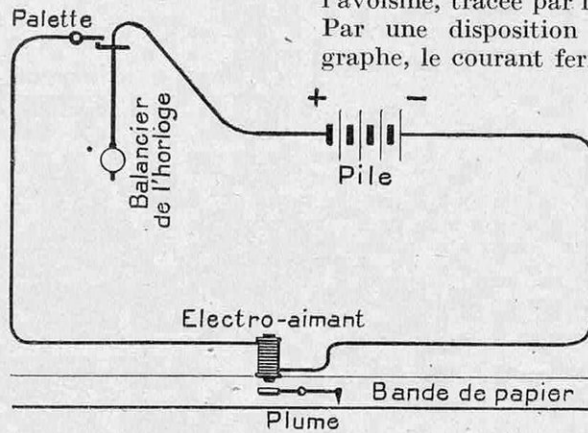 l'avoisine, tracée par l
Par une disposition
graphe, le courant fer
Palette
+ −
Balancier
de l'horloge
Pile
Electro-aimant
Bande de papier
Plume